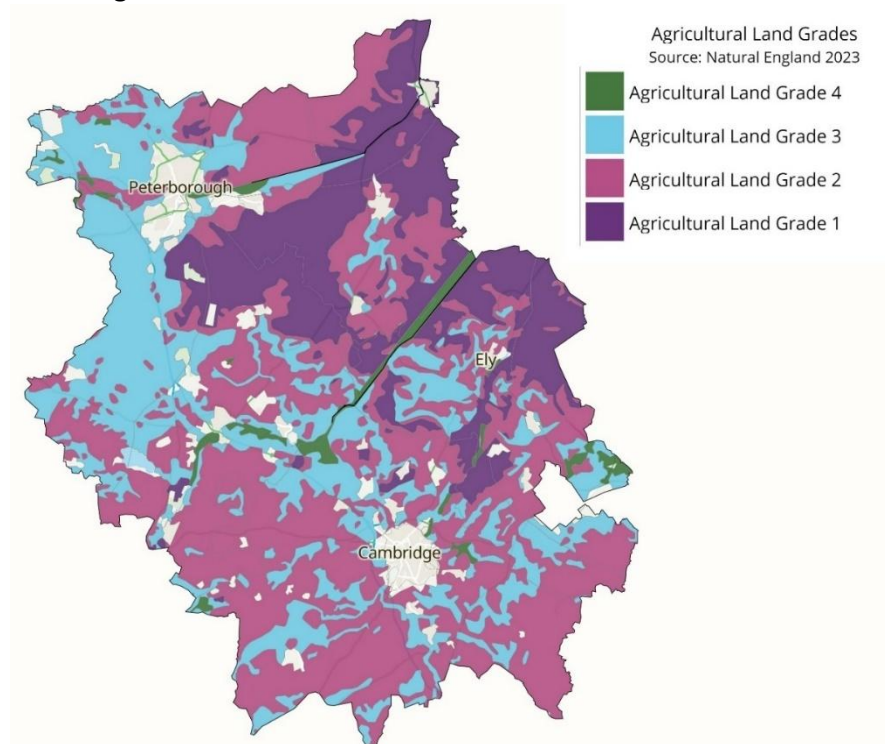 Agricultural Land Grades
Source: Natural England 2023
Agricultural Land Grade 4
Agricultural Land Grade 3
Agricultural Land Grade 2
Agricultural Land Grade 1
Peterborough
Ely
Cambridge